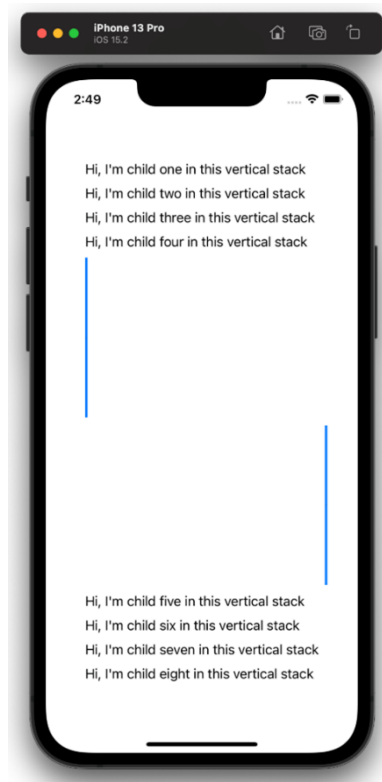 iPhone 13 Pro
iOS 15.2
2:49
Hi, I'm child one in this vertical stack
Hi, I'm child two in this vertical stack
Hi, I'm child three in this vertical stack
Hi, I'm child four in this vertical stack
Hi, I'm child five in this vertical stack
Hi, I'm child six in this vertical stack
Hi, I'm child seven in this vertical stack
Hi, I'm child eight in this vertical stack